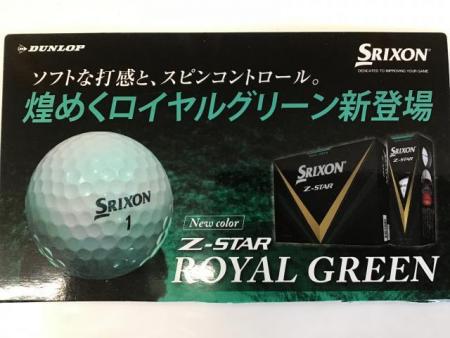 DUNLOP
SRIXON
DEDICATED TO IMPROVING YOUR GAME
ソフトな打感と、スピンコントロール。
煌めくロイヤルグリーン新登場
SRIXON
1
SRIXON
Z-STAR
New color
Z-STAR
ROYAL GREEN